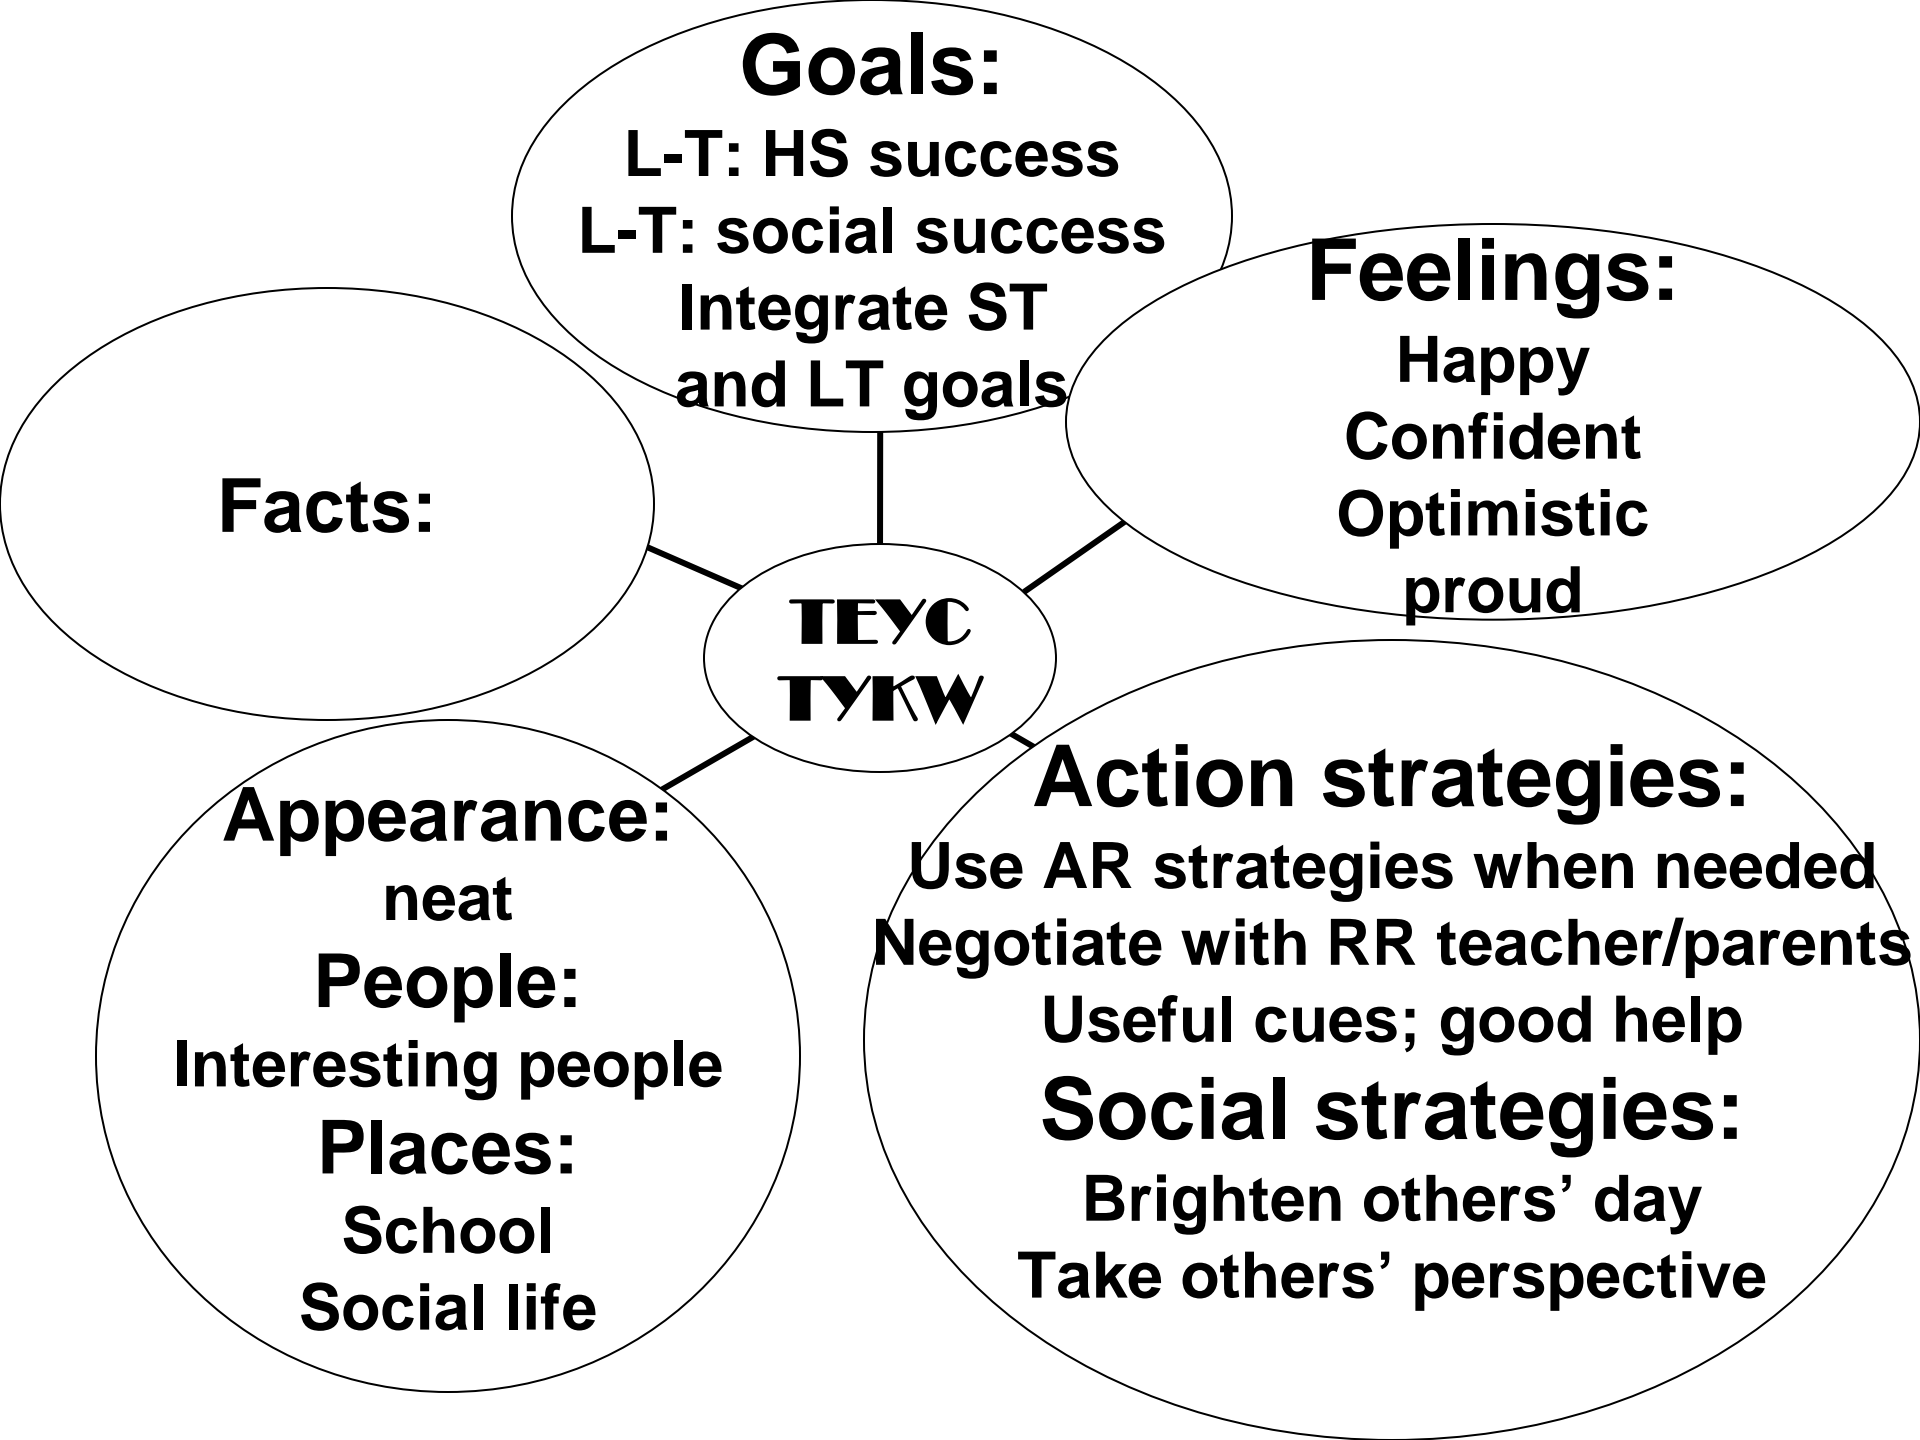 Goals:
L-T: HS success
L-T: social success
Integrate ST
and LT goals
Feelings:
Happy
Confident
Optimistic
proud
Facts:
TEYC
TYKW
Appearance:
neat
People:
Interesting people
Places:
School
Social life
Action strategies:
Use AR strategies when needed
Negotiate with RR teacher/parents
Useful cues; good help
Social strategies:
Brighten others’ day
Take others’ perspective